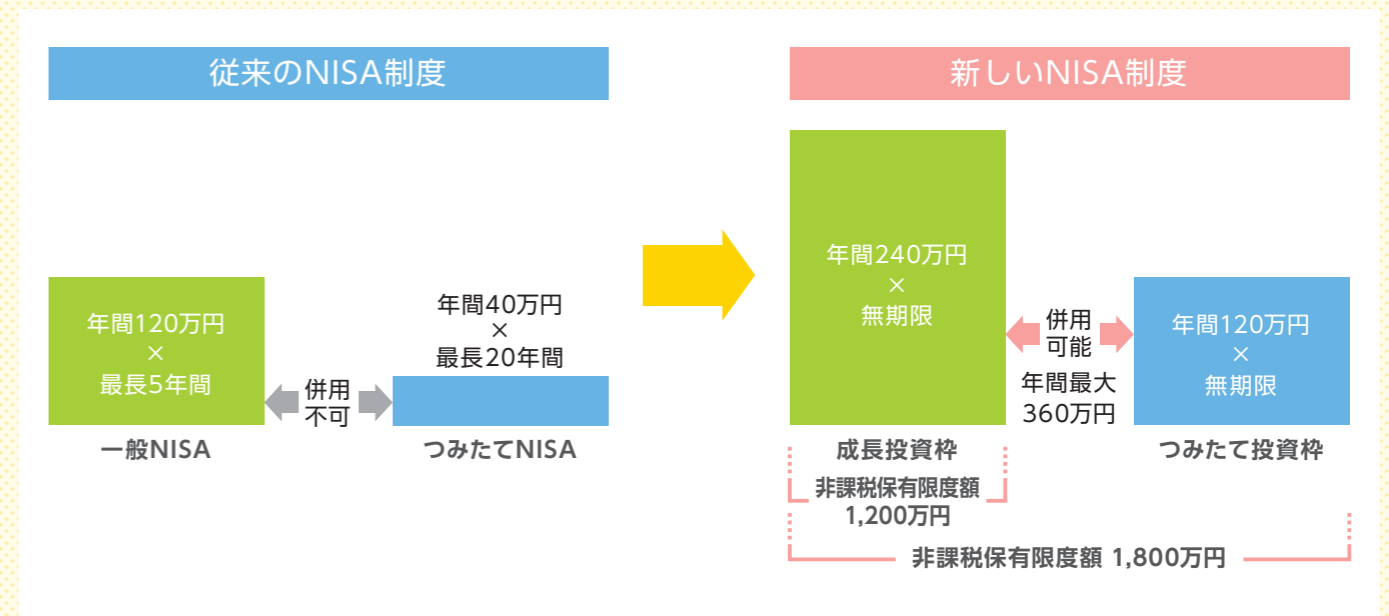 従来のNISA制度
年間120万円
×
最長5年間
併用
不可
年間40万円
×
最長20年間
一般NISA
つみたてNISA
新しいNISA制度
年間240万円
×
無期限
併用
可能
年間最大
360万円
年間120万円
×
無期限
成長投資枠
つみたて投資枠
非課税保有限度額
1,200万円
非課税保有限度額 1,800万円